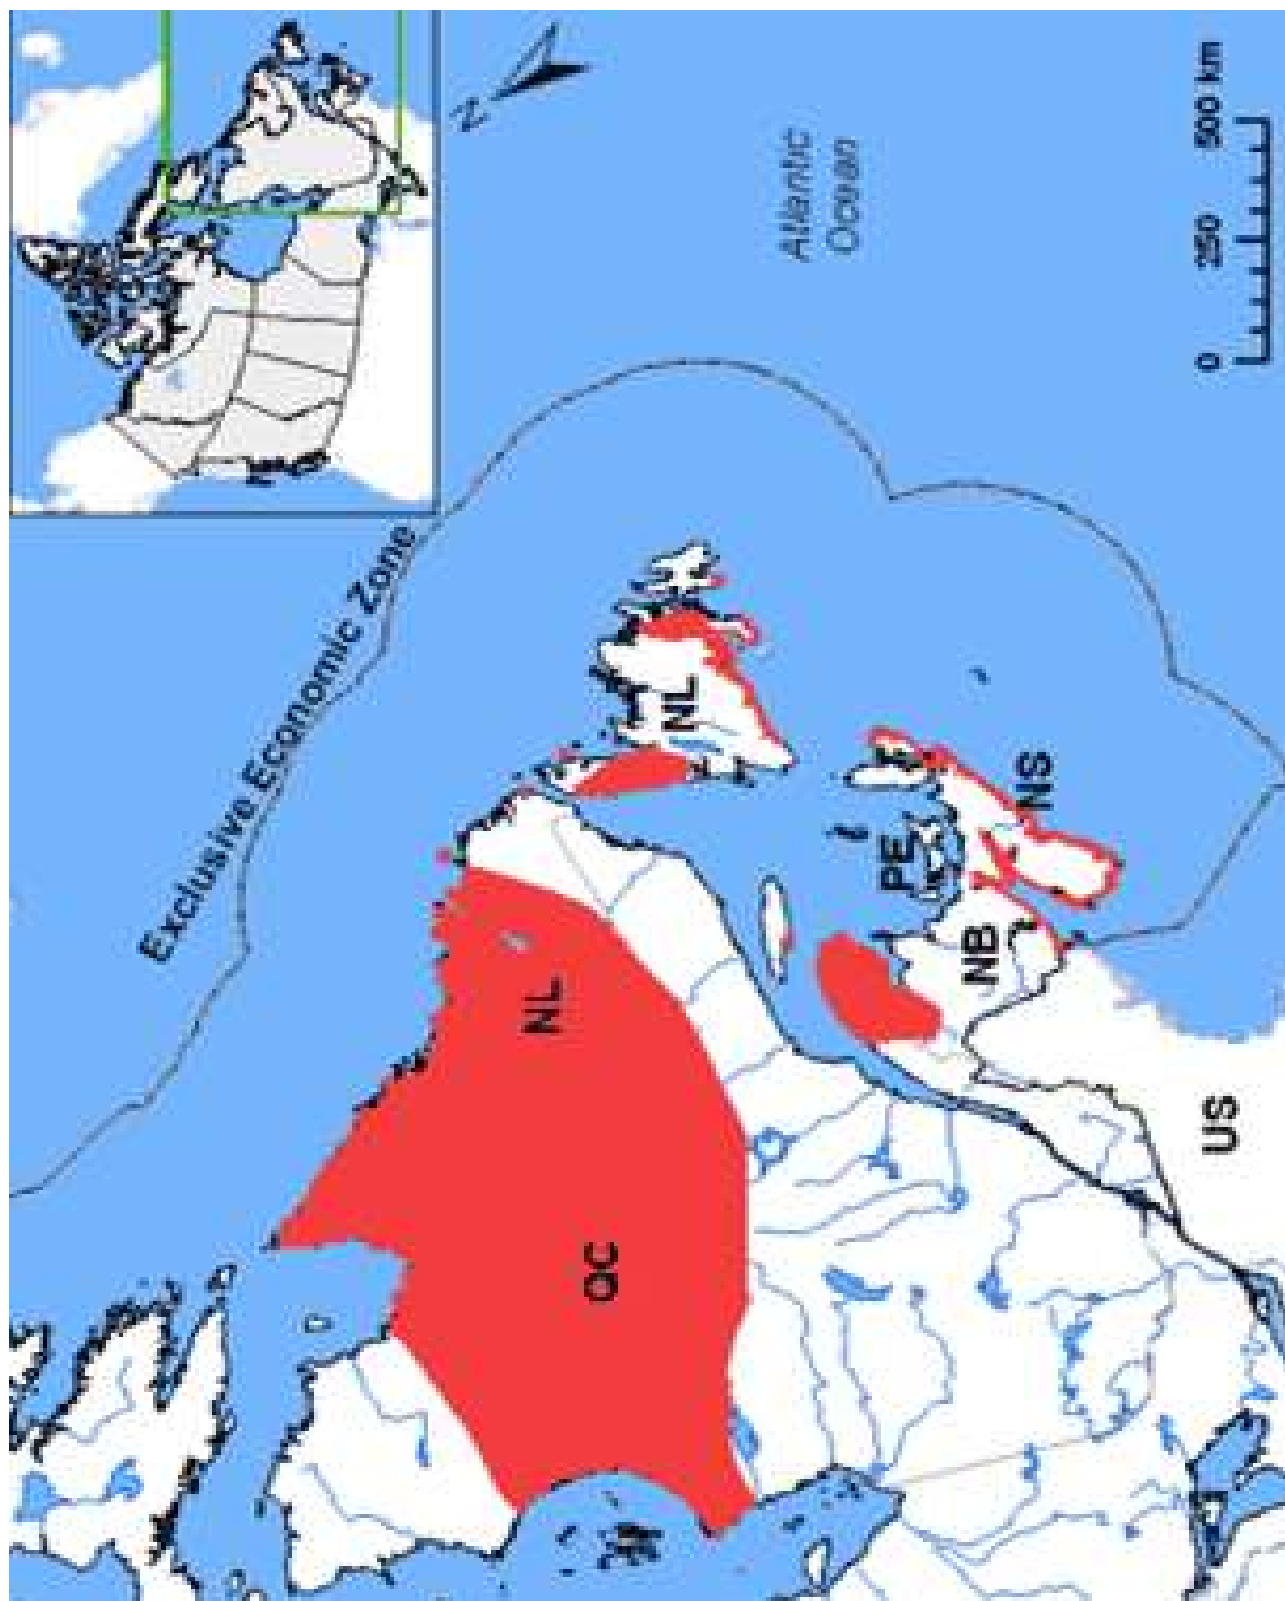 N
Atlantic
Ocean
Exclusive Economic Zone
NL
NL
QC
PE
NS
NB
US
0 250 500 km